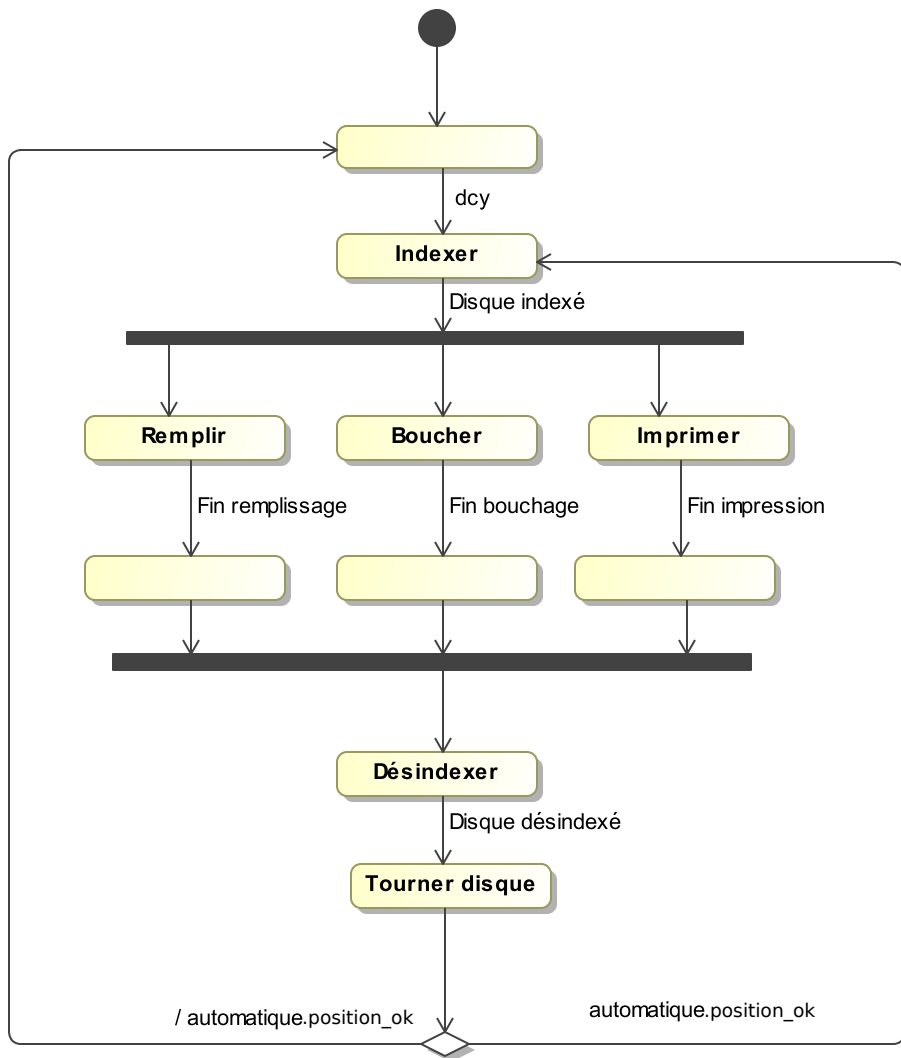 dcy
Indexer
Disque indexé
Remplir
Boucher
Imprimer
Fin remplissage
Fin bouchage
Fin impression
Désindexer
Disque désindexé
Tourner disque
/ automatique.position_ok
automatique.position_ok